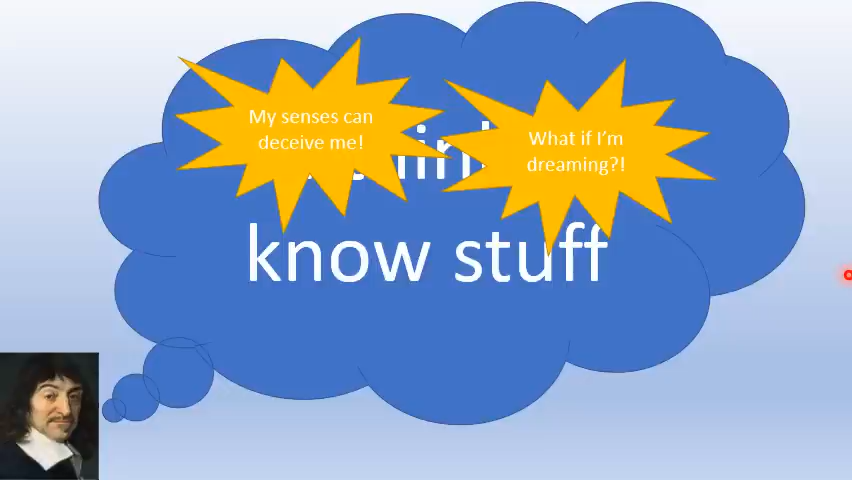 My senses can
deceive me!
What if I'm
dreaming?!
know stuff